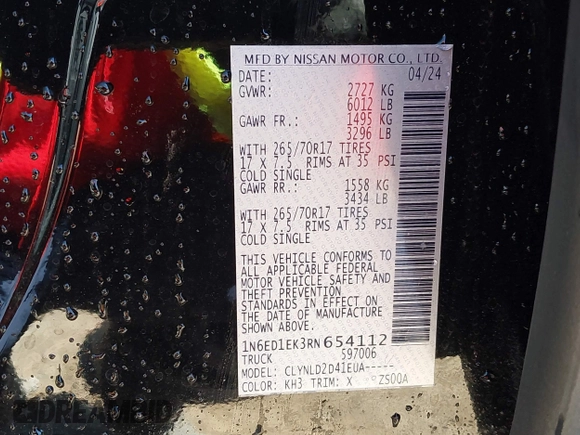 MFD BY NISSAN MOTOR CO., LTD.
DATE: 04/24
GVWR: 2727 KG
6012 LB
GAWR FR.: 1495 KG
3296 LB
WITH 265/70R17 TIRES
17 X 7.5 RIMS AT 35 PSI
COLD SINGLE
GAWR RR.: 1558 KG
3434 LB
WITH 265/70R17 TIRES
17 X 7.5 RIMS AT 35 PSI
COLD SINGLE
THIS VEHICLE CONFORMS TO
ALL APPLICABLE FEDERAL
MOTOR VEHICLE SAFETY AND
THEFT PREVENTION
STANDARDS IN EFFECT ON
THE DATE OF MANUFACTURE
SHOWN ABOVE.
1N6ED1EK3RN654112
TRUCK 597006
MODEL: CLYNLD2D41EUA-----
COLOR: KH3 TRIM: X
DREAMBID